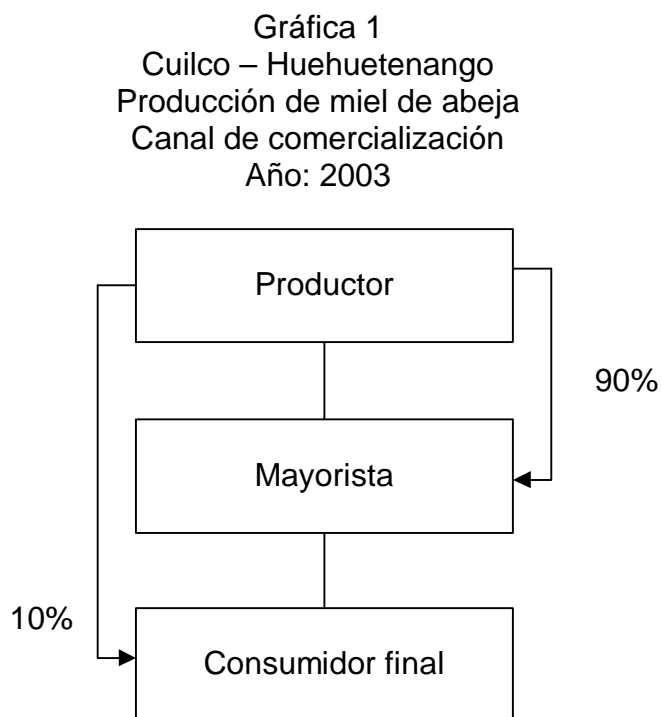 Gráfica 1
Cuilco – Huehuetenango
Producción de miel de abeja
Canal de comercialización
Año: 2003
Productor
90%
Mayorista
10%
Consumidor final